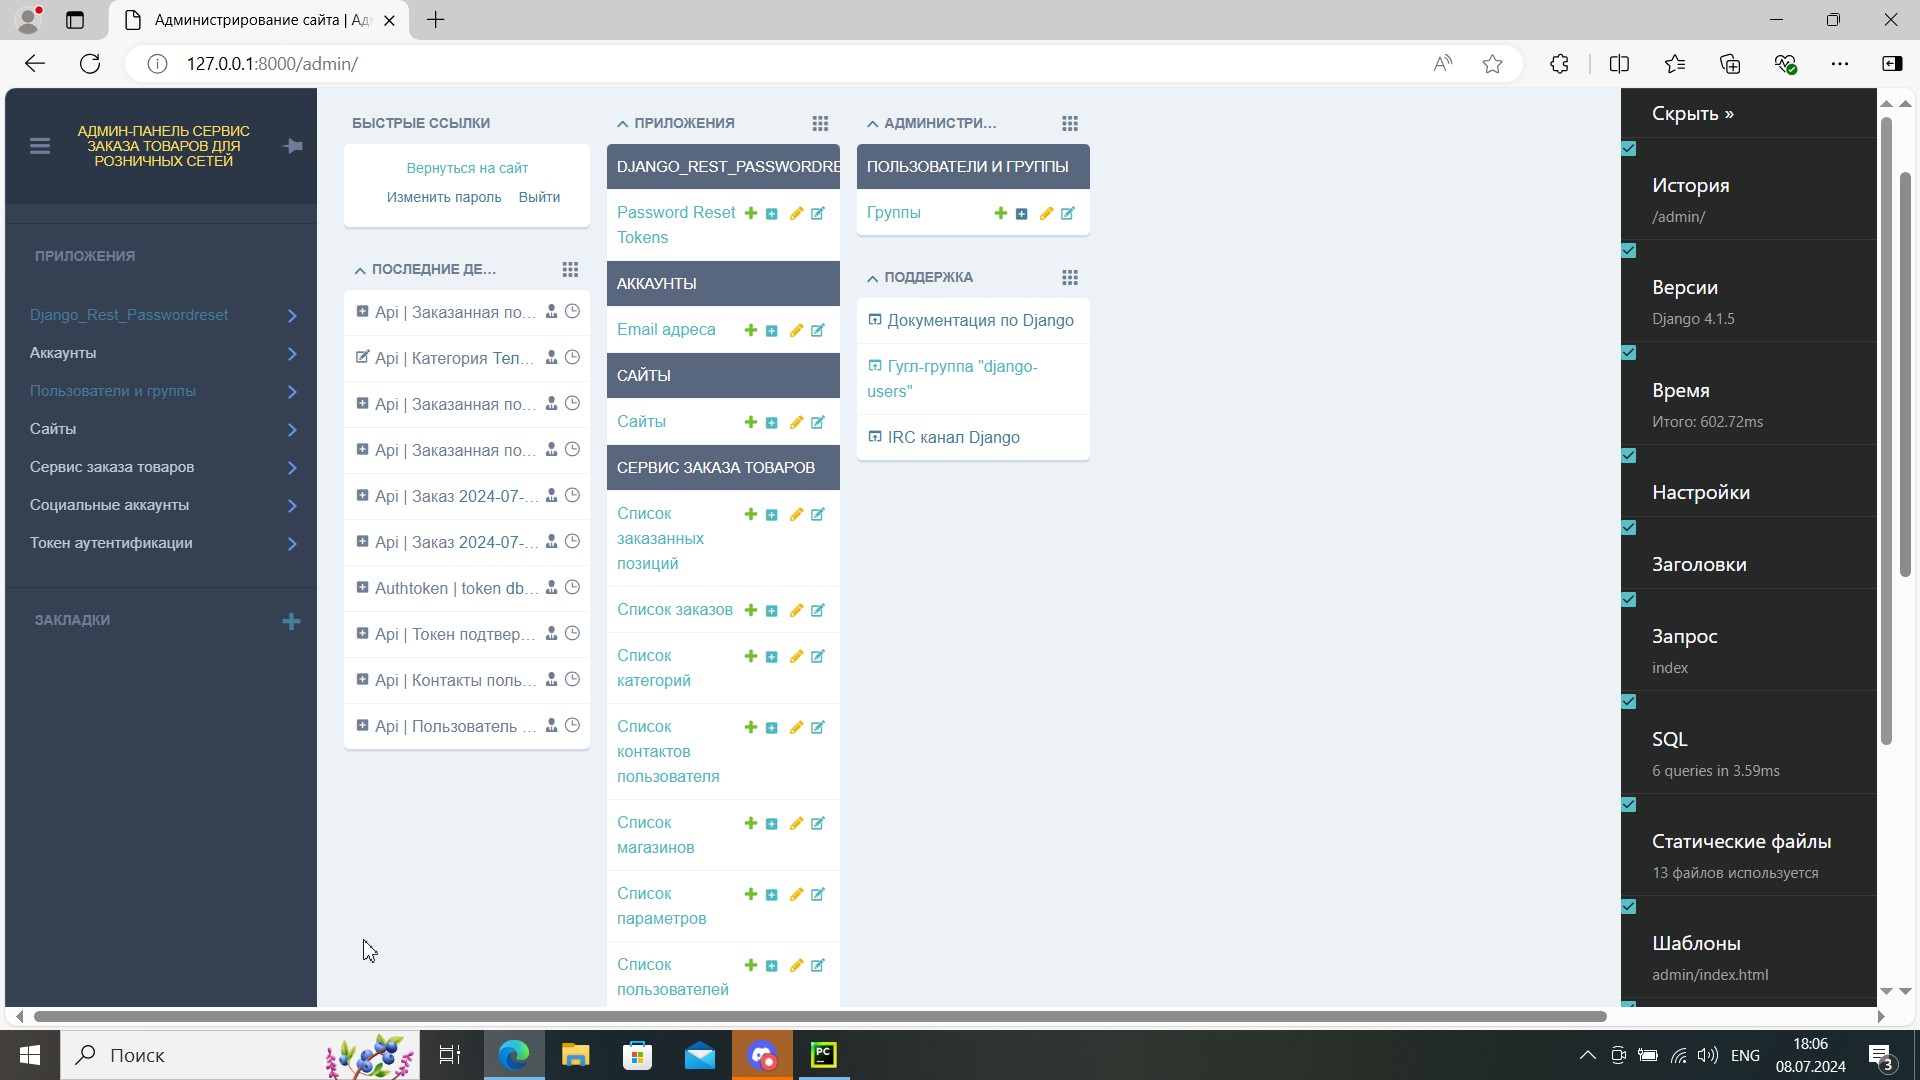 Администрирование сайта | Ад
127.0.0.1:8000/admin/
АДМИН-ПАНЕЛЬ СЕРВИС
ЗАКАЗА ТОВАРОВ ДЛЯ
РОЗНИЧНЫХ СЕТЕЙ
ПРИЛОЖЕНИЯ
Django_Rest_Passwordreset
Аккаунты
Пользователи и группы
Сайты
Сервис заказа товаров
Социальные аккаунты
Токен аутентификации
ЗАКЛАДКИ
БЫСТРЫЕ ССЫЛКИ
Вернуться на сайт
Изменить пароль Выйти
ПОСЛЕДНИЕ ДЕ...
Api | Заказанная по...
Api | Категория Тел...
Api | Заказанная по...
Api | Заказанная по...
Api | Заказ 2024-07-...
Api | Заказ 2024-07-...
Authtoken | token db...
Api | Токен подтвер...
Api | Контакты поль...
Api | Пользователь ...
ПРИЛОЖЕНИЯ
DJANGO_REST_PASSWORDRE
Password Reset
Tokens
АККАУНТЫ
Email адреса
САЙТЫ
Сайты
СЕРВИС ЗАКАЗА ТОВАРОВ
Список
заказанных
позиций
Список заказов
Список
категорий
Список
контактов
пользователя
Список
магазинов
Список
параметров
Список
пользователей
АДМИНИСТРИ...
ПОЛЬЗОВАТЕЛИ И ГРУППЫ
Группы
ПОДДЕРЖКА
Документация по Django
Гугл-группа "django-
users"
IRC канал Django
Скрыть »
История
/admin/
Версии
Django 4.1.5
Время
Итого: 602.72ms
Настройки
Заголовки
Запрос
index
SQL
6 queries in 3.59ms
Статические файлы
13 файлов используется
Шаблоны
admin/index.html
Поиск
PC
ENG
18:06
08.07.2024
3